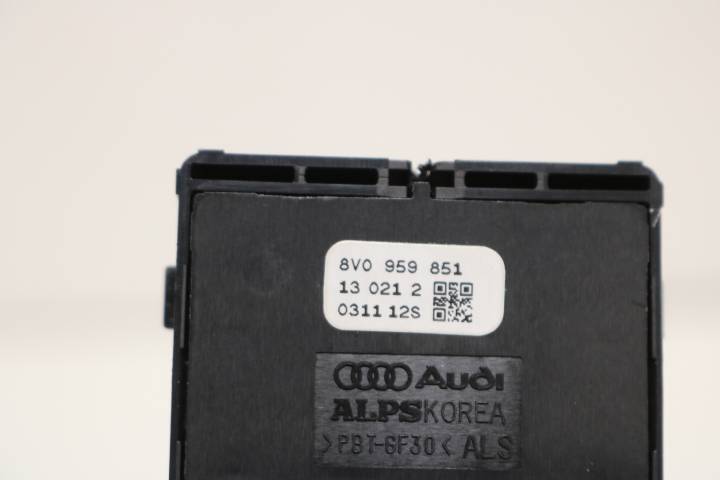 8V0 959 851
13 021 2
0311 12S
Audi
ALPSKOREA
>PBT-GF30< ALS